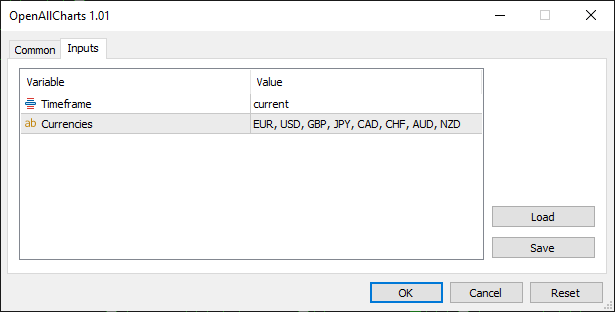 OpenAllCharts 1.01
Common Inputs
Variable Value
Timeframe current
ab Currencies EUR, USD, GBP, JPY, CAD, CHF, AUD, NZD
Load
Save
OK Cancel Reset